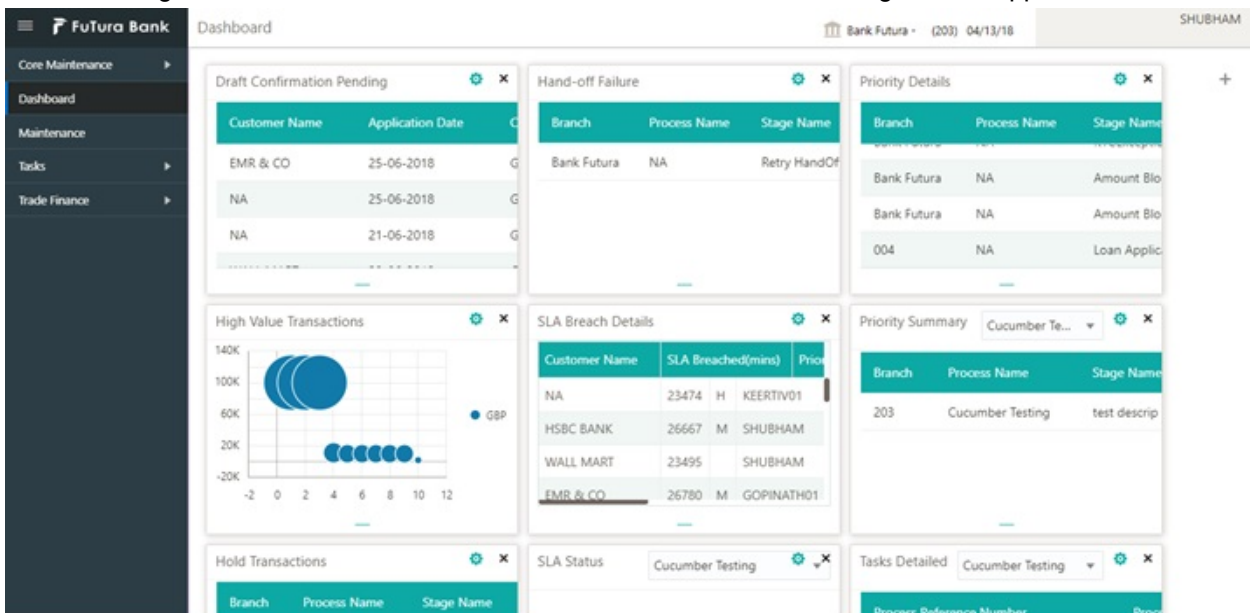 FuTura Bank
Dashboard
Bank Futura - (203) 04/13/18
SHUBHAM
Core Maintenance
Dashboard
Maintenance
Tasks
Trade Finance
Draft Confirmation Pending
Customer Name Application Date C
EMR & CO 25-06-2018 G
NA 25-06-2018 G
NA 21-06-2018 G
Hand-off Failure
Branch Process Name Stage Name
Bank Futura NA Retry HandOf
Priority Details
Branch Process Name Stage Name
Bank Futura NA Amount Blo
Bank Futura NA Amount Blo
004 NA Loan Applic
High Value Transactions
140K
100K
60K
20K
-20K
-2 0 2 4 6 8 10 12
GBP
SLA Breach Details
Customer Name SLA Breached(mins) Prior
NA 23474 H KEERTIV01
HSBC BANK 26667 M SHUBHAM
WALL MART 23495 SHUBHAM
EMR & CO 26780 M GOPINATH01
Priority Summary Cucumber Te...
Branch Process Name Stage Name
203 Cucumber Testing test descrip
Hold Transactions
Branch Process Name Stage Name
SLA Status Cucumber Testing
Tasks Detailed Cucumber Testing
Process Reference Number Proc